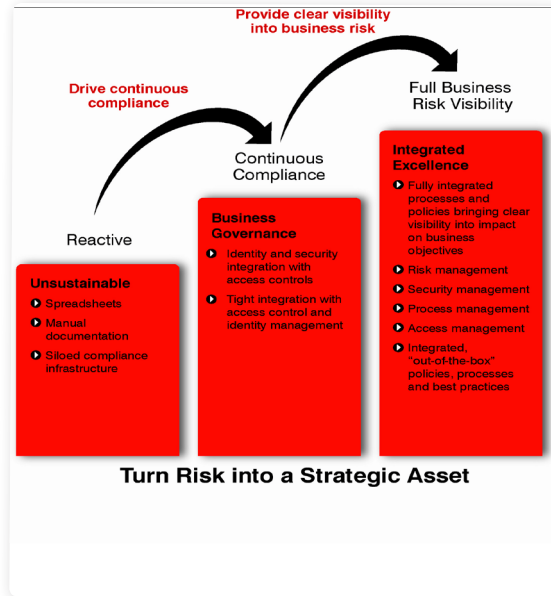 Provide clear visibility
into business risk
Drive continuous
compliance
Full Business
Risk Visibility
Continuous
Compliance
Reactive
Unsustainable
Spreadsheets
Manual
documentation
Siloed compliance
infrastructure
Business
Governance
Identity and security
integration with
access controls
Tight integration with
access control and
identity management
Integrated
Excellence
Fully integrated
processes and
policies bringing clear
visibility into impact
on business
objectives
Risk management
Security management
Process management
Access management
Integrated,
"out-of-the-box"
policies, processes
and best practices
Turn Risk into a Strategic Asset